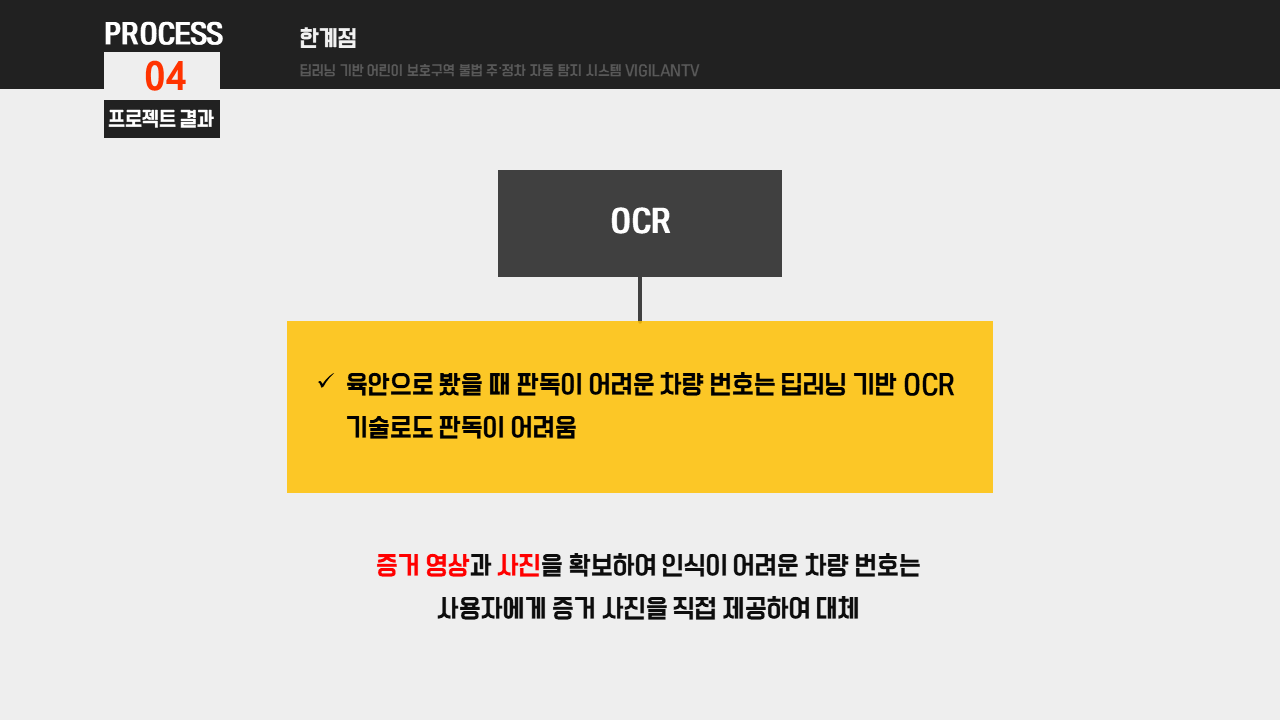 PROCESS
04
프로젝트 결과
한계점
딥러닝 기반 어린이 보호구역 불법 주·정차 자동 탐지 시스템 VIGILANTV
OCR
✓ 육안으로 봤을 때 판독이 어려운 차량 번호는 딥러닝 기반 OCR
기술로도 판독이 어려움
증거 영상과 사진을 확보하여 인식이 어려운 차량 번호는
사용자에게 증거 사진을 직접 제공하여 대체